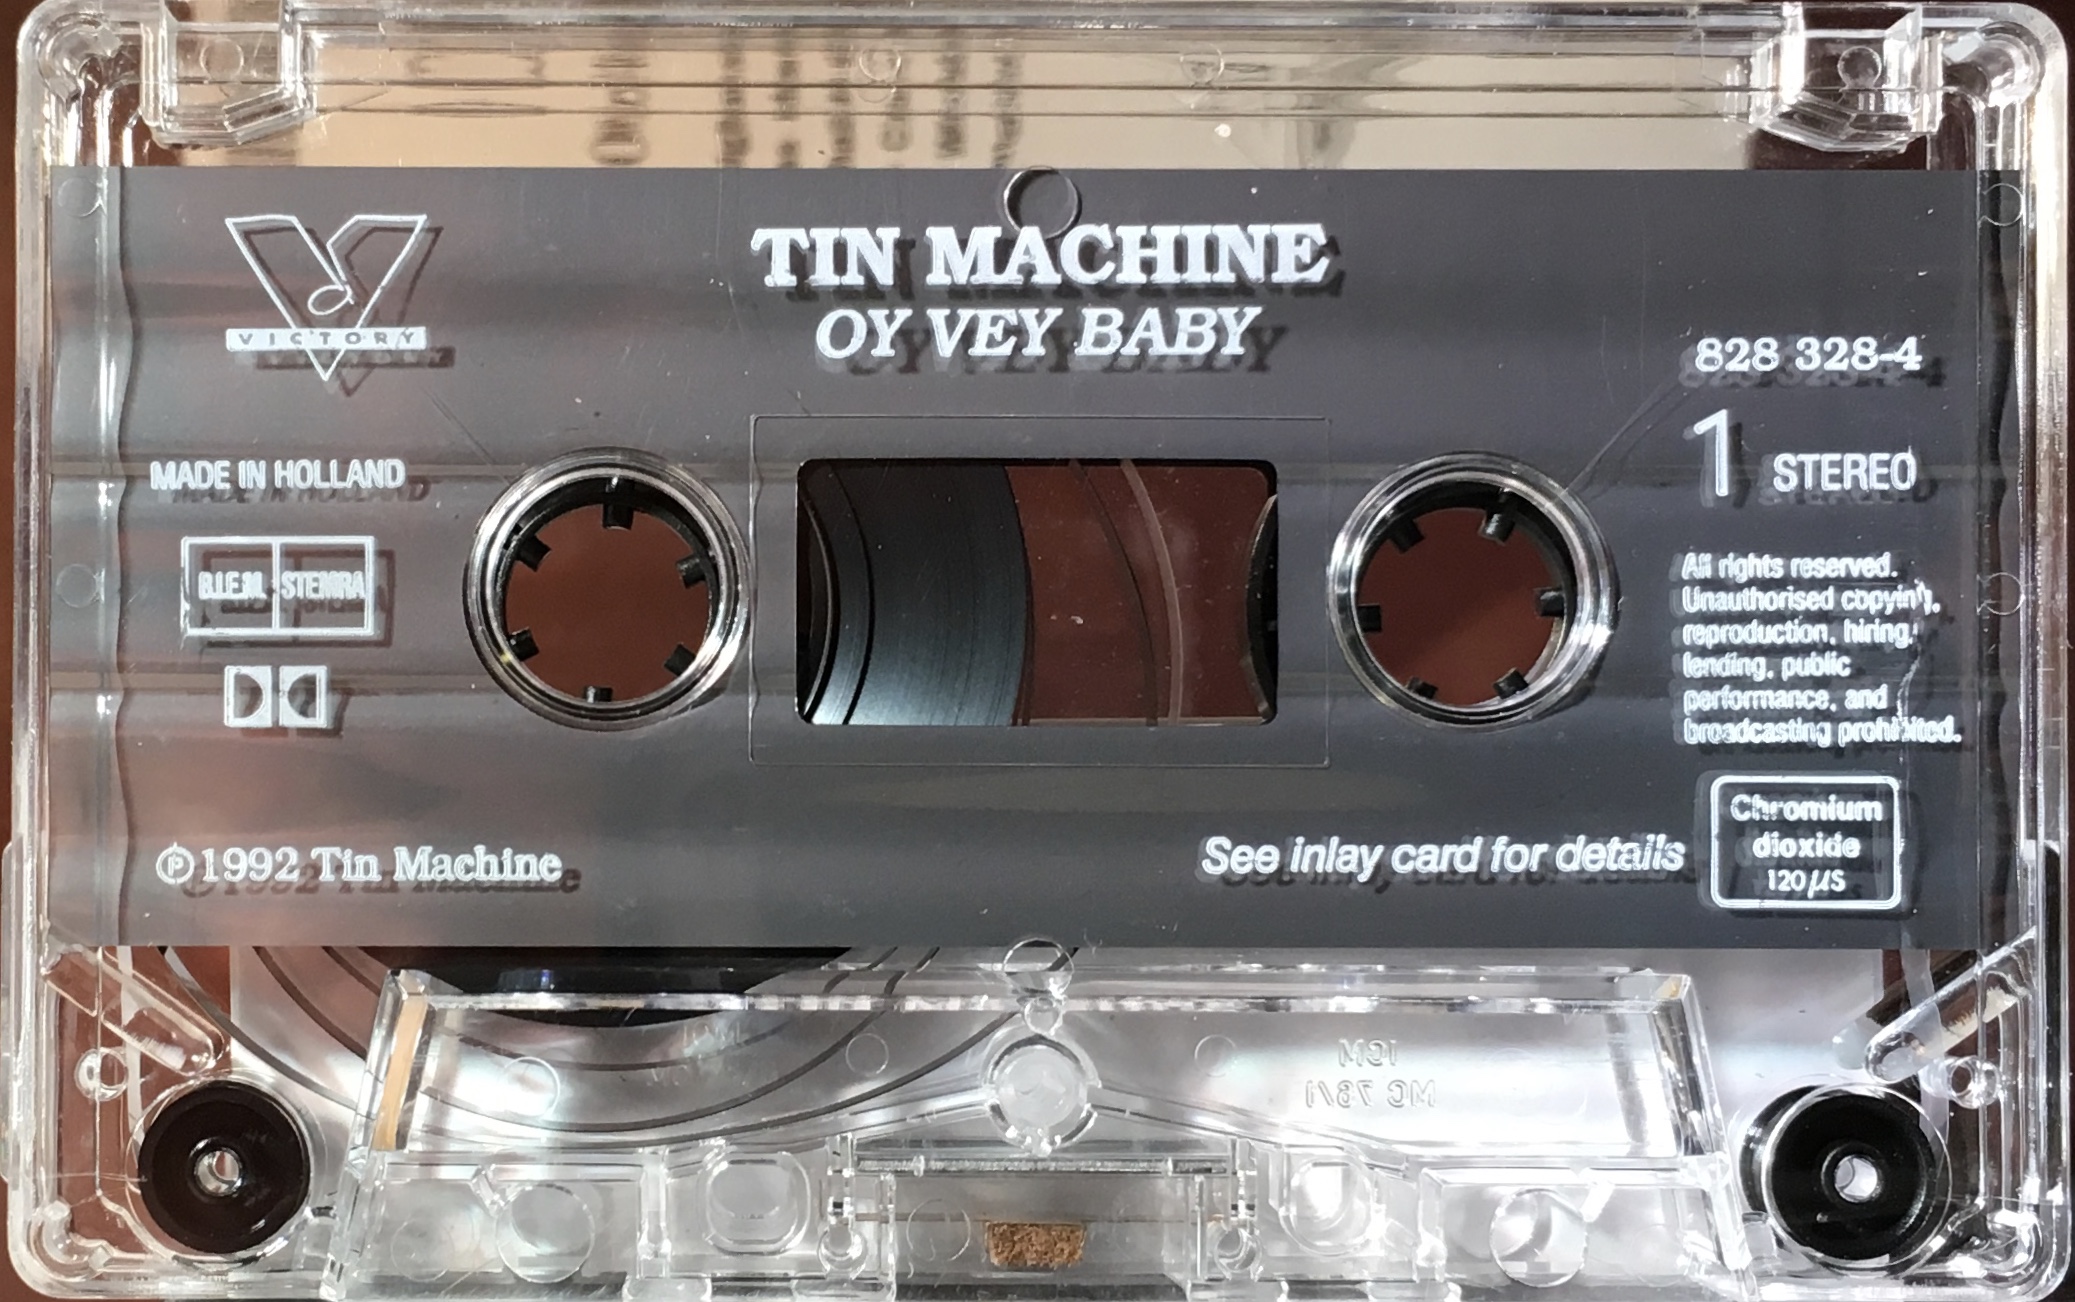 VICTORY
TIN MACHINE
OY VEY BABY
828 328-4
1 STEREO
MADE IN HOLLAND
B.I.E.M. STEMRA
All rights reserved.
Unauthorised copying,
reproduction, hiring,
lending, public
performance, and
broadcasting prohibited.
℗1992 Tin Machine
See inlay card for details
Chromium
dioxide
120 µs
ICM
MC 78/1